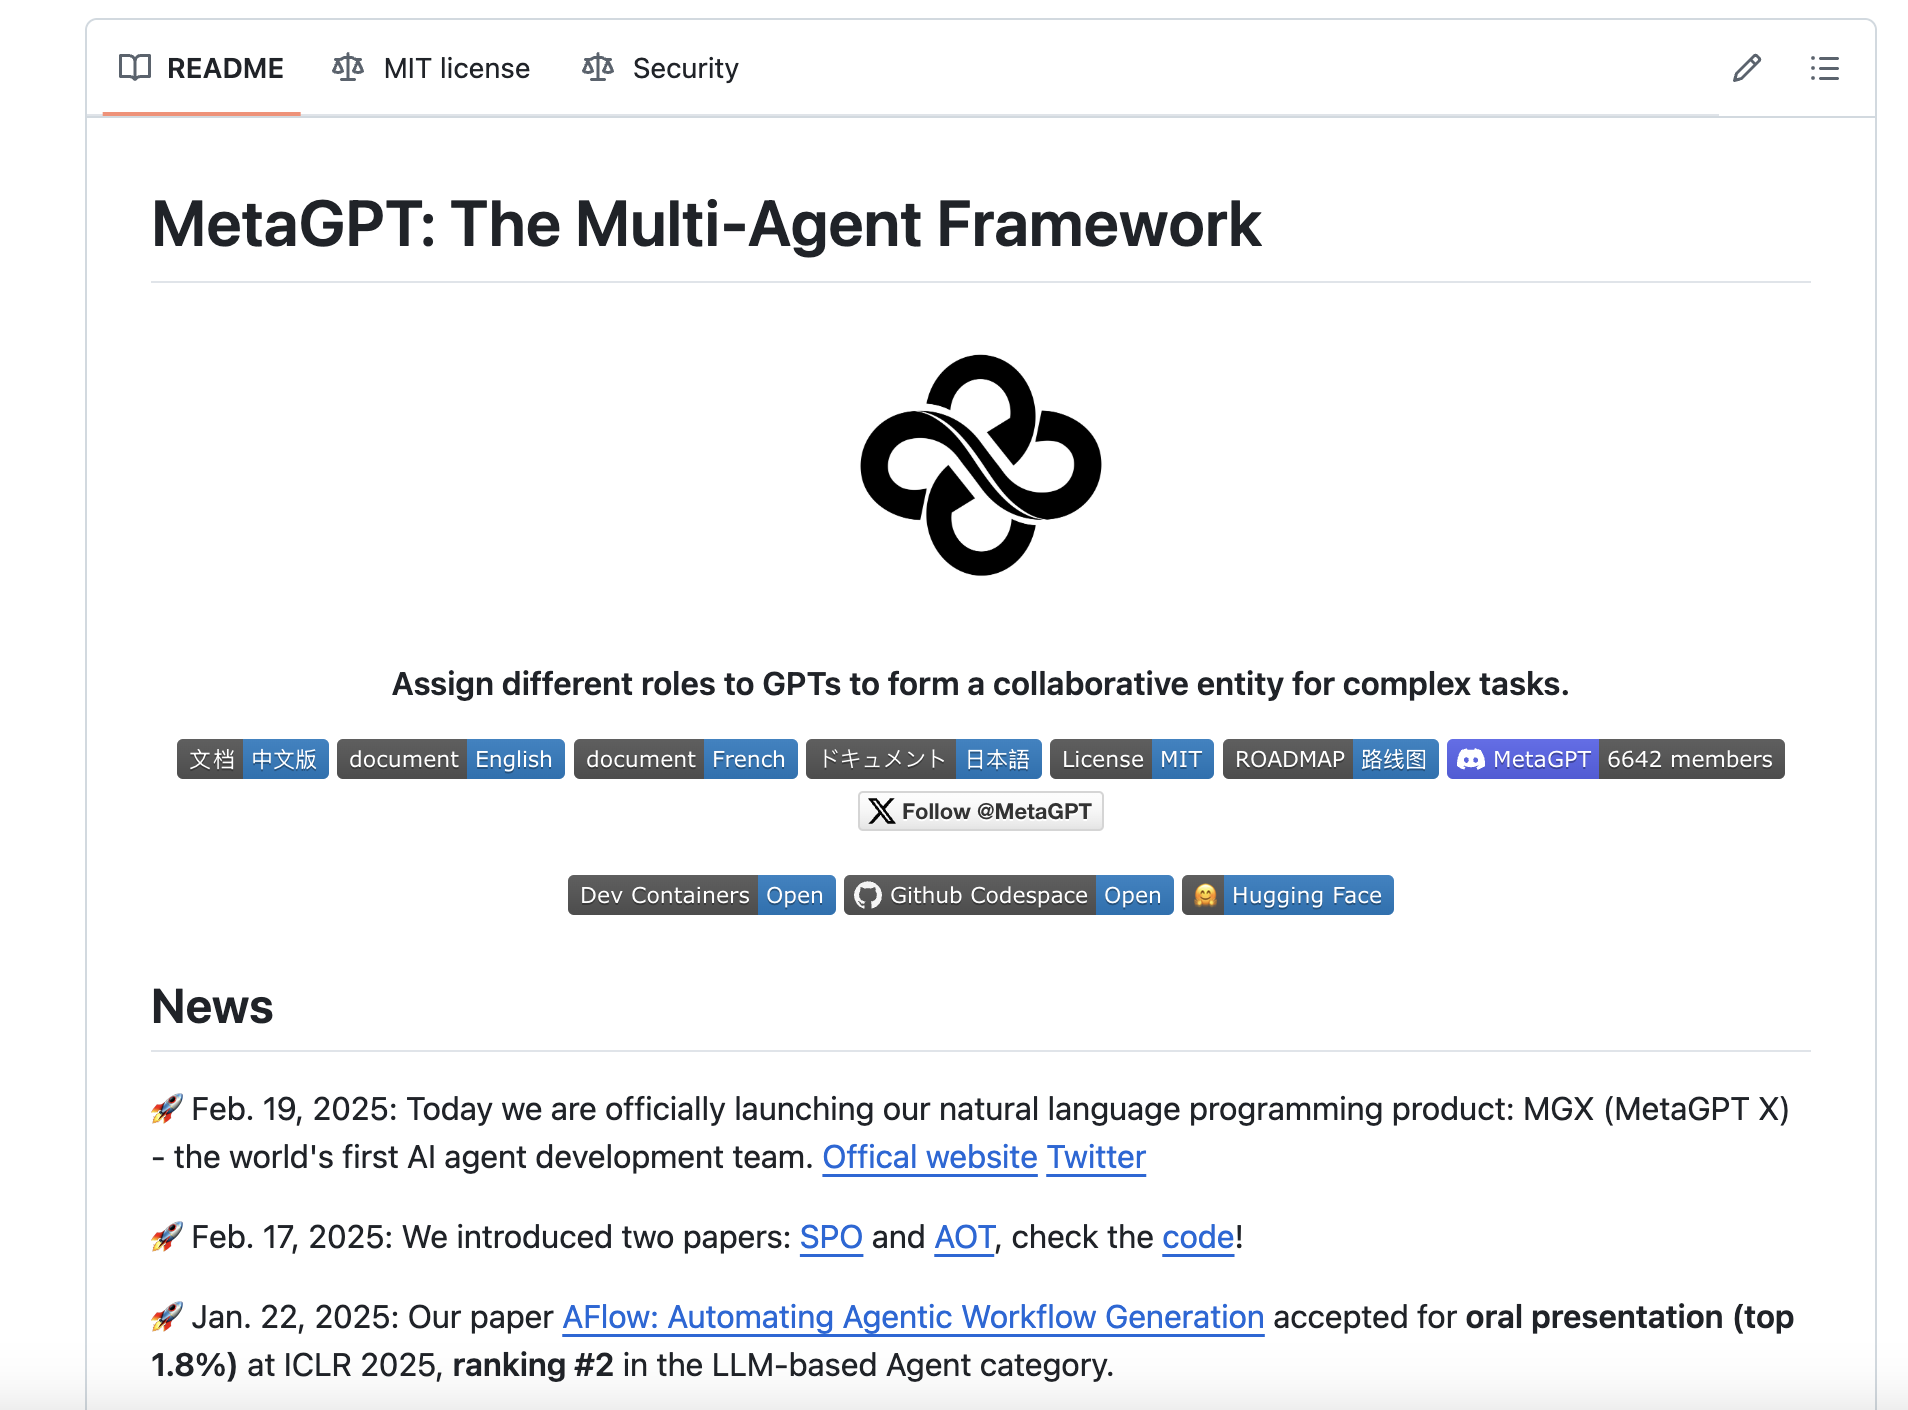 README MIT license Security
MetaGPT: The Multi-Agent Framework
Assign different roles to GPTs to form a collaborative entity for complex tasks.
文档 中文版 document English document French ドキュメント 日本語 License MIT ROADMAP 路线图 MetaGPT 6642 members
Follow @MetaGPT
Dev Containers Open Github Codespace Open 🤗 Hugging Face
News
🚀 Feb. 19, 2025: Today we are officially launching our natural language programming product: MGX (MetaGPT X)
- the world's first AI agent development team. Offical website Twitter
🚀 Feb. 17, 2025: We introduced two papers: SPO and AOT, check the code!
🚀 Jan. 22, 2025: Our paper AFlow: Automating Agentic Workflow Generation accepted for oral presentation (top
1.8%) at ICLR 2025, ranking #2 in the LLM-based Agent category.